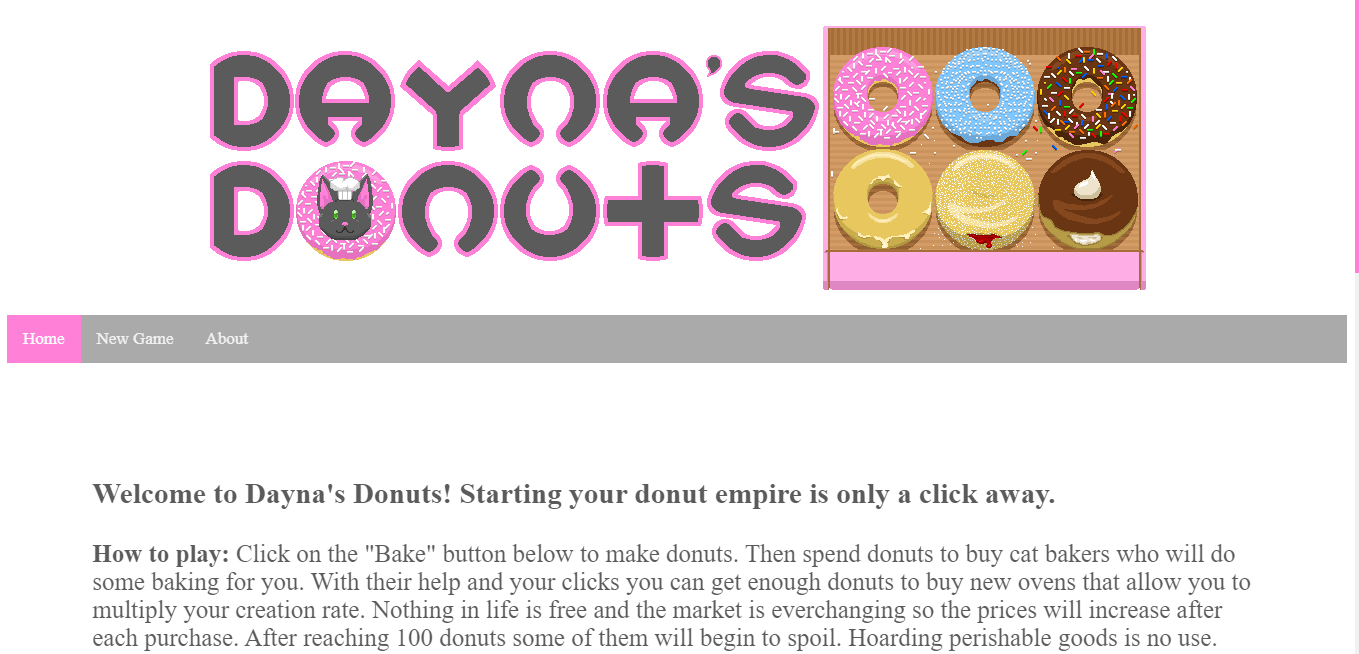 DAYNA'S
DONUTS
Home New Game About
Welcome to Dayna's Donuts! Starting your donut empire is only a click away.
How to play: Click on the "Bake" button below to make donuts. Then spend donuts to buy cat bakers who will do
some baking for you. With their help and your clicks you can get enough donuts to buy new ovens that allow you to
multiply your creation rate. Nothing in life is free and the market is everchanging so the prices will increase after
each purchase. After reaching 100 donuts some of them will begin to spoil. Hoarding perishable goods is no use.